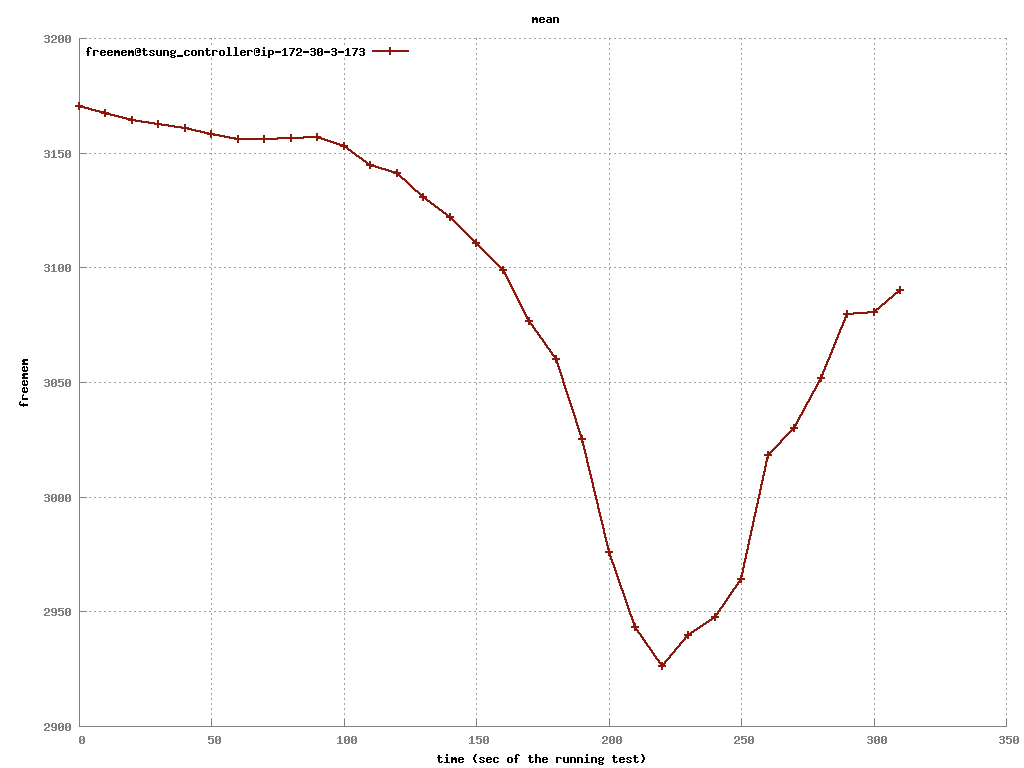 mean
3200
freemem@tsung_controller@ip-172-30-3-173
3150
3100
3050
3000
2950
2900
freemem
0 50 100 150 200 250 300 350
time (sec of the running test)